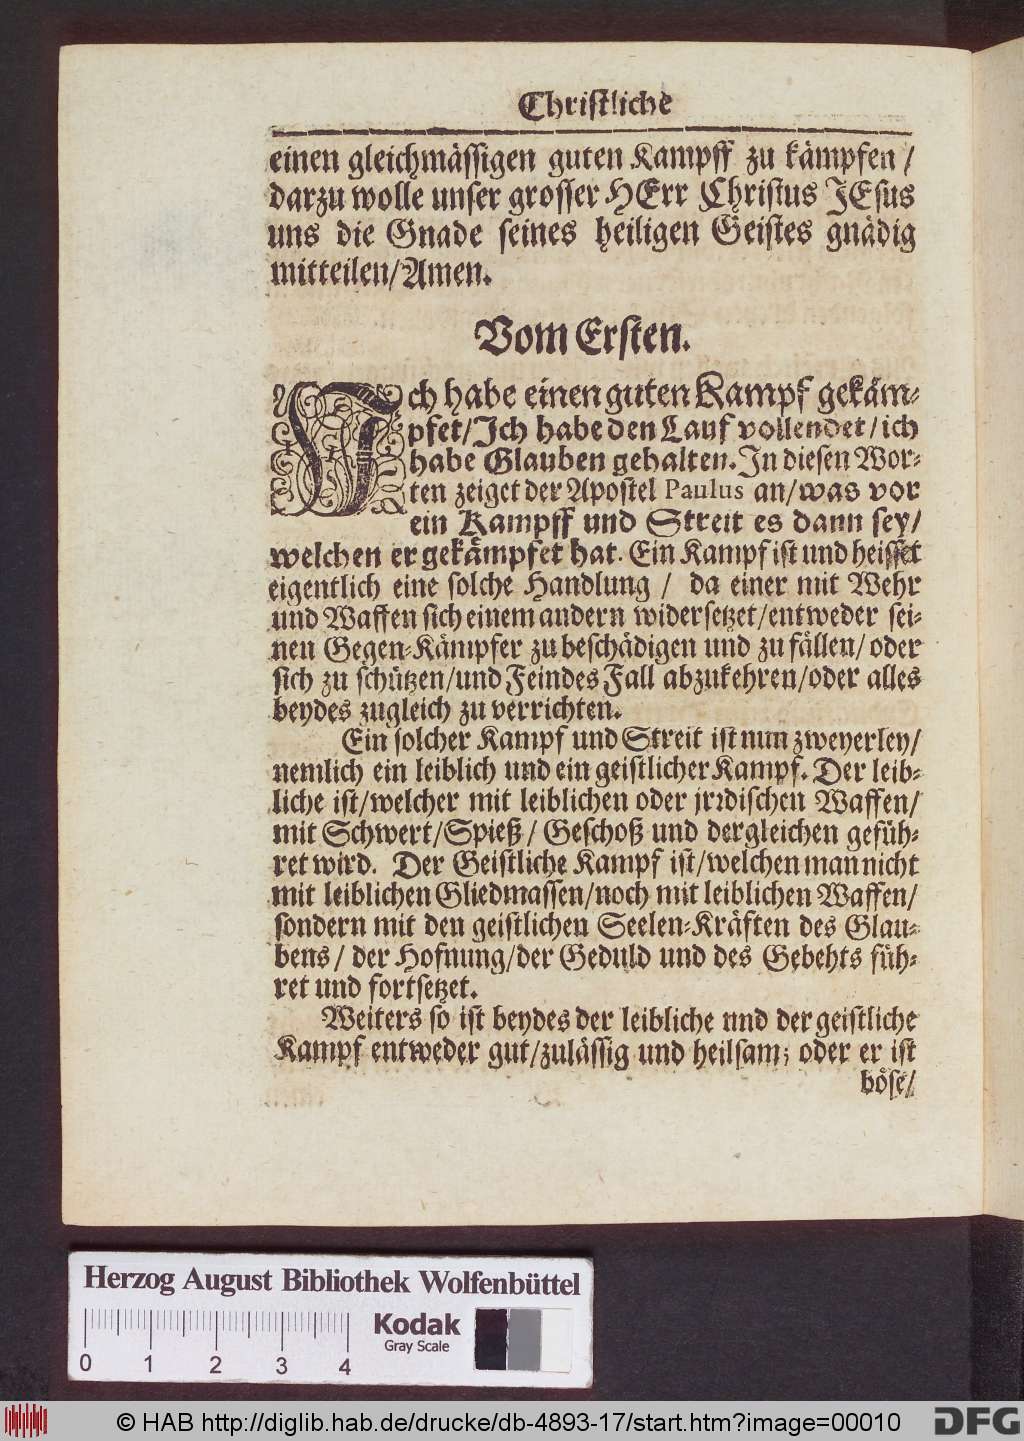 Christliche
einen gleichmässigen guten Kampff zu kämpfen /
darzu wolle unser grosser HErr Christus JEsus
uns die Gnade seines heiligen Geistes gnädig
mitteilen/Amen.
Vom Ersten.
Ich habe einen guten Kampf gekäm-
pfet/Ich habe den Lauf vollendet/ich
habe Glauben gehalten. In diesen Wor-
ten zeiget der Apostel Paulus an/was vor
ein Kampff und Streit es dann sey/
welchen er gekämpfet hat. Ein Kampf ist und heisset
eigentlich eine solche Handlung / da einer mit Wehr
und Waffen sich einem andern widersetzet/entweder sei-
nen Gegen-Kämpfer zu beschädigen und zu fällen/ oder
sich zu schützen/und Feindes Fall abzukehren/oder alles
beydes zugleich zu verrichten.
Ein solcher Kampf und Streit ist nun zweyerley/
nemlich ein leiblich und ein geistlicher Kampf. Der leib-
liche ist/welcher mit leiblichen oder jrrdischen Waffen/
mit Schwert/Spieß/ Geschoß und dergleichen gefüh-
ret wird. Der Geistliche Kampf ist/welchen man nicht
mit leiblichen Gliedmassen/noch mit leiblichen Waffen/
sondern mit den geistlichen Seelen-Kräften des Glau-
bens/ der Hofnung/der Geduld und des Gebehts füh-
ret und fortsetzet.
Weiters so ist beydes der leibliche nnd der geistliche
Kampf entweder gut/zulässig und heilsam; oder er ist
böse/
Herzog August Bibliothek Wolfenbüttel
Kodak
Gray Scale
0 1 2 3 4
© HAB http://diglib.hab.de/drucke/db-4893-17/start.htm?image=00010
DFG